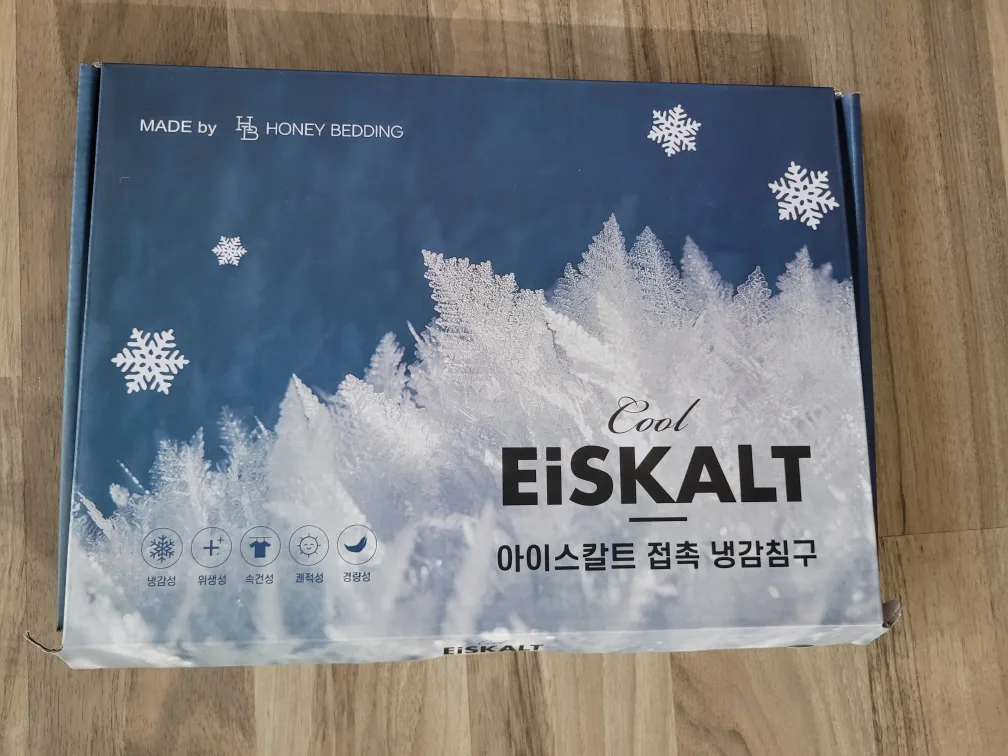 MADE by HB HONEY BEDDING
Cool
EiSKALT
아이스칼트 접촉 냉감침구
냉감성 위생성 속건성 쾌적성 경량성
EiSKALT